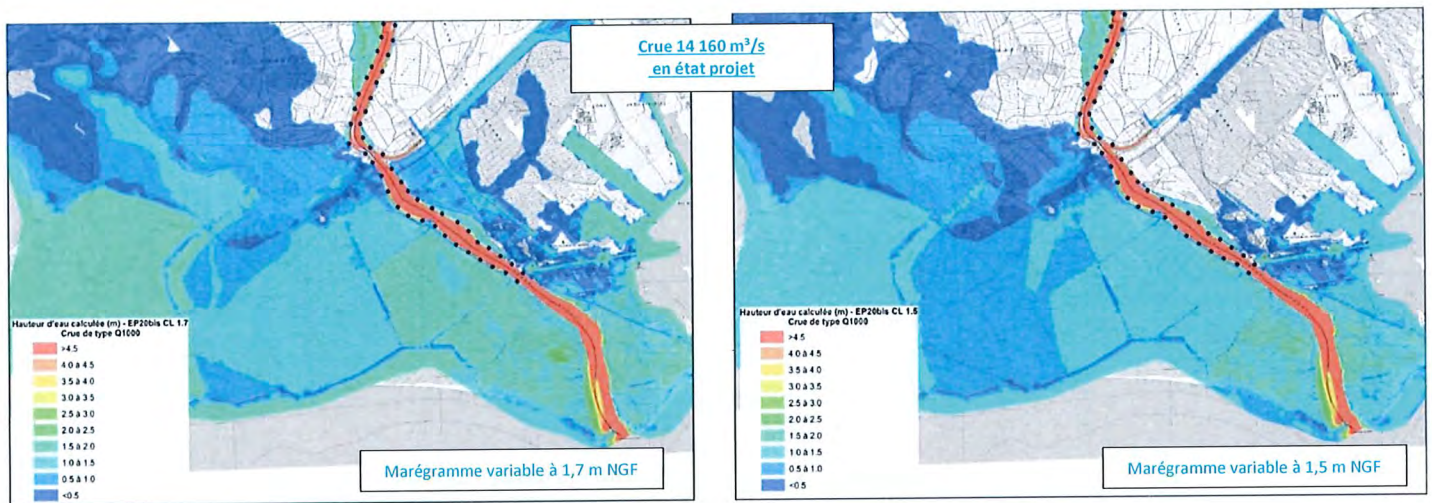 Crue 14 160 m³/s
en état projet
Hauteur d'eau calculée (m) - EP20bis CL 1.7
Crue de type Q1000
>4.5
4.0 à 4.5
3.5 à 4.0
3.0 à 3.5
2.5 à 3.0
2.0 à 2.5
1.5 à 2.0
1.0 à 1.5
0.5 à 1.0
<0.5
Marégramme variable à 1,7 m NGF
Hauteur d'eau calculée (m) - EP20bis CL 1.5
Crue de type Q1000
>4.5
4.0 à 4.5
3.5 à 4.0
3.0 à 3.5
2.5 à 3.0
2.0 à 2.5
1.5 à 2.0
1.0 à 1.5
0.5 à 1.0
<0.5
Marégramme variable à 1,5 m NGF